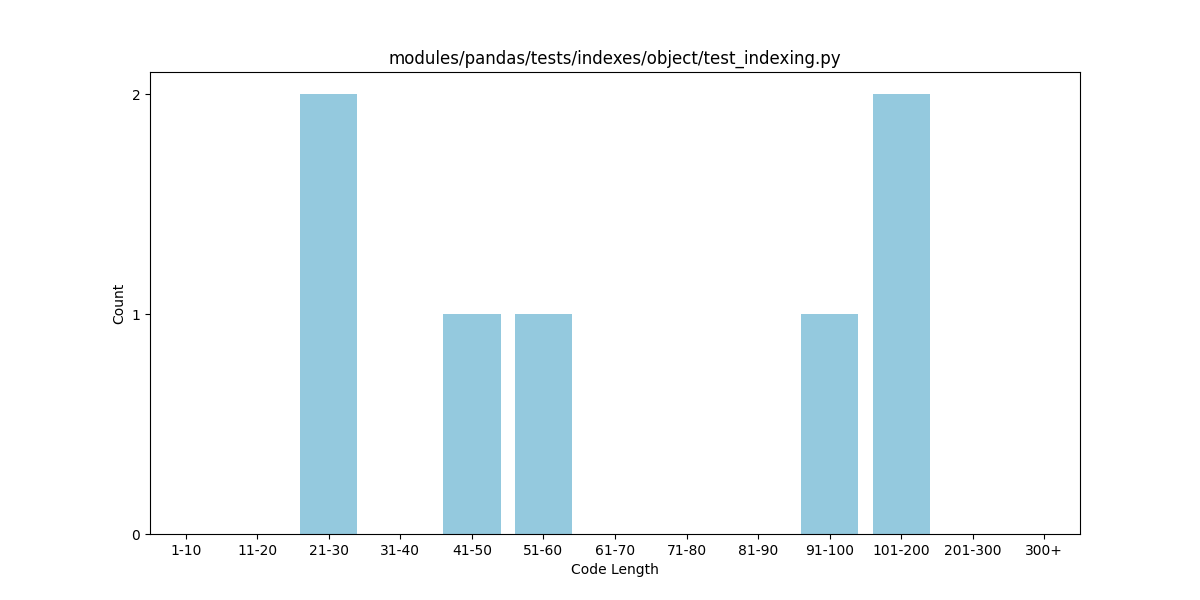 modules/pandas/tests/indexes/object/test_indexing.py
2
1
0
Count
1-10 11-20 21-30 31-40 41-50 51-60 61-70 71-80 81-90 91-100 101-200 201-300 300+
Code Length